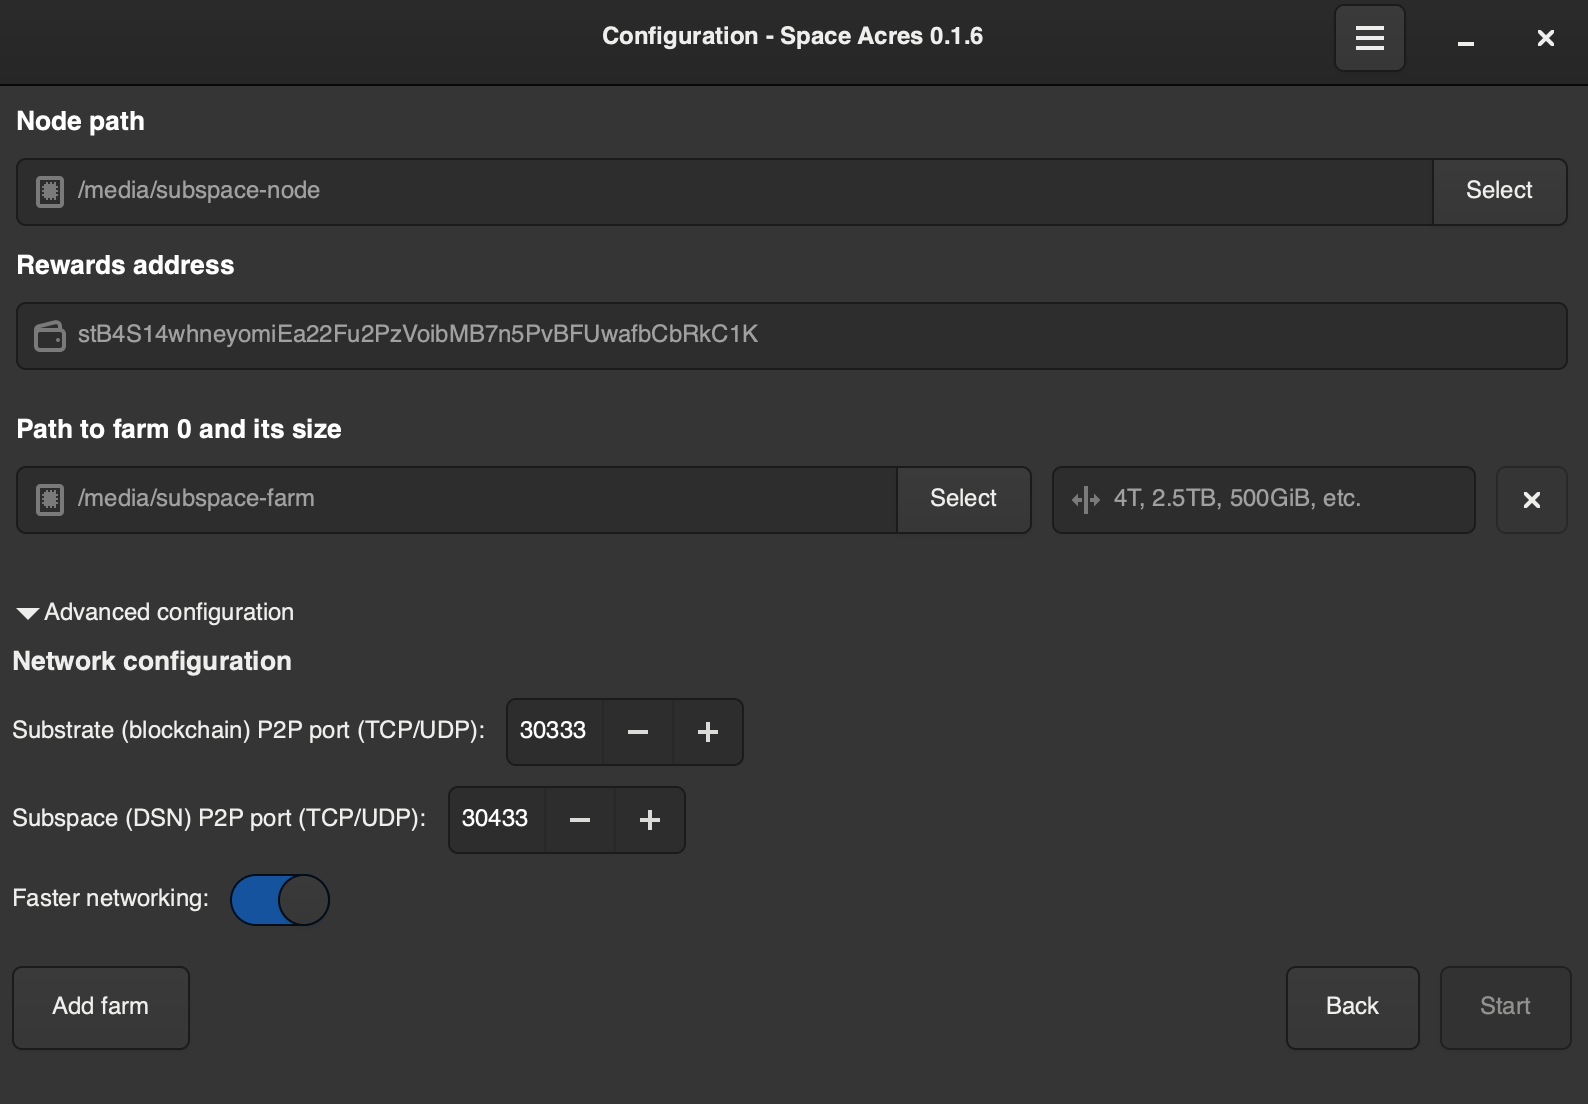 Configuration - Space Acres 0.1.6
Node path
/media/subspace-node
Select
Rewards address
stB4S14whneyomiEa22Fu2PzVoibMB7n5PvBFUwafbCbRkC1K
Path to farm 0 and its size
/media/subspace-farm
Select
4T, 2.5TB, 500GiB, etc.
Advanced configuration
Network configuration
Substrate (blockchain) P2P port (TCP/UDP):
30333
Subspace (DSN) P2P port (TCP/UDP):
30433
Faster networking:
Add farm
Back
Start